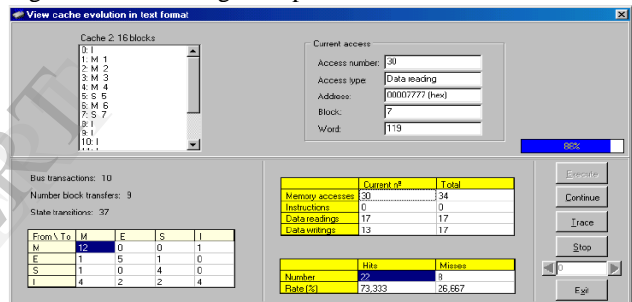 View cache evolution in text format
Cache 2: 16 blocks
0: I
1: M 1
2: M 2
3: M 3
4: M 4
5: S 5
6: M 6
7: S 7
8: I
9: I
10: I
Current access
Access number: 30
Access type: Data reading
Address: 00007777 (hex)
Block: 7
Word: 119
86%
Bus transactions: 10
Number block transfers: 9
State transitions: 37
From \ To M E S I
M 12 0 0 1
E 1 5 1 0
S 1 0 4 0
I 4 2 2 4
Current nº Total
Memory accesses 30 34
Instructions 0 0
Data readings 17 17
Data writings 13 17
Hits Misses
Number 22 8
Rate (%) 73,333 26,667
Execute
Continue
Trace
Stop
0
Exit